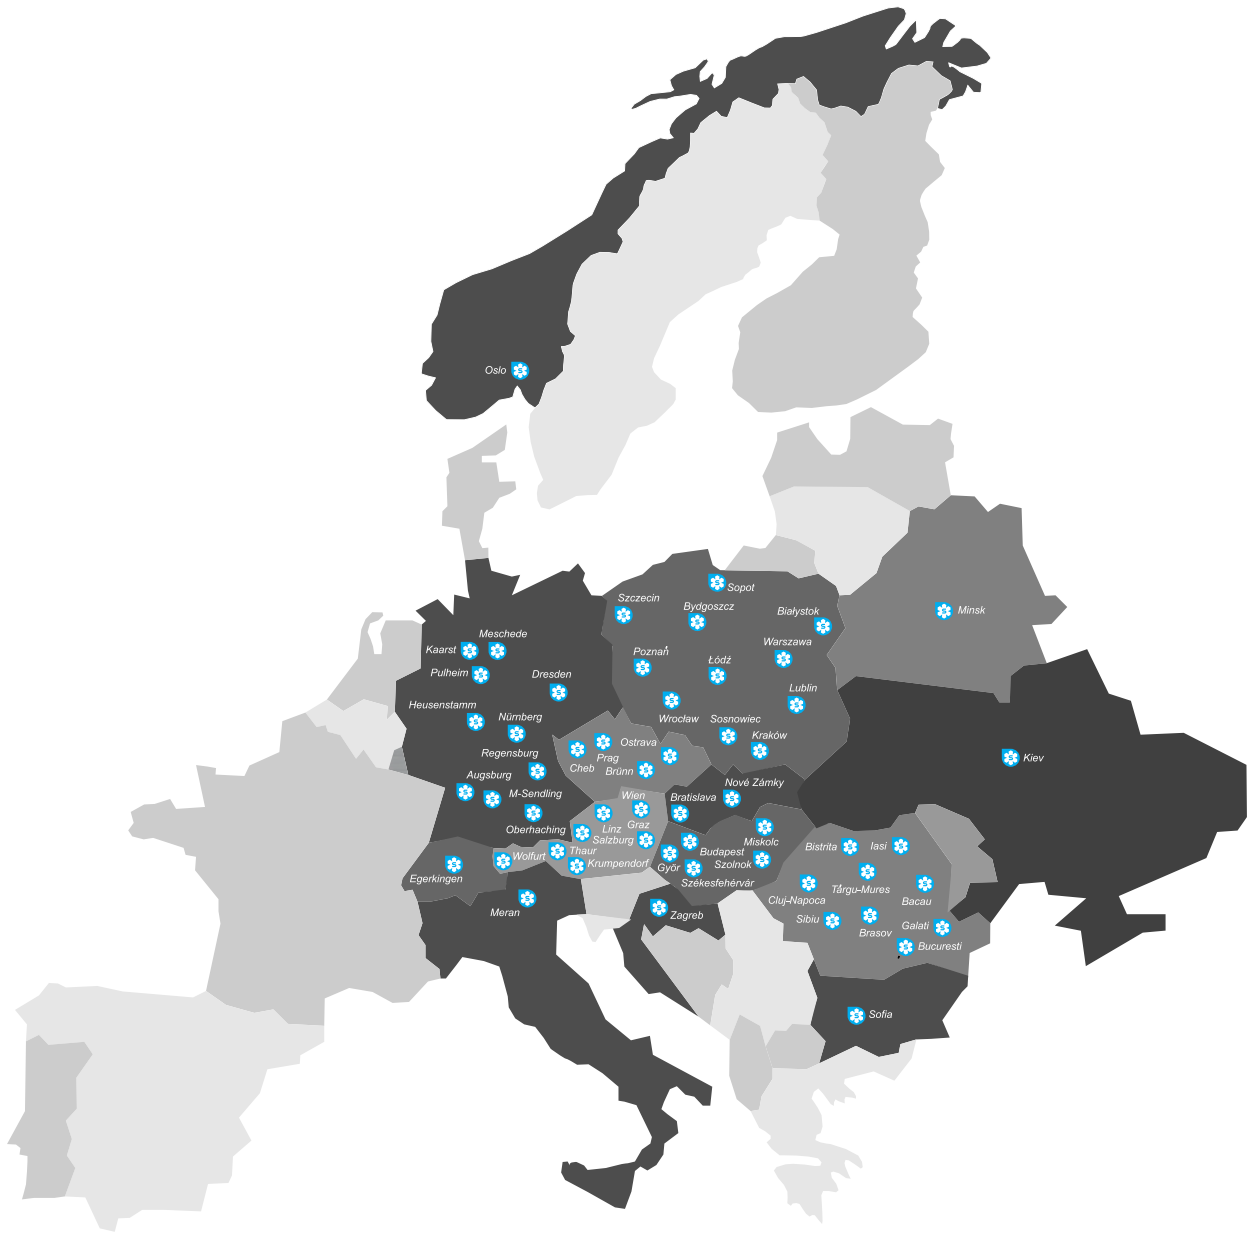 Oslo
Sopot
Szczecin
Bydgoszcz
Białystok
Minsk
Meschede
Kaarst
Warszawa
Poznań
Łódź
Pulheim
Dresden
Lublin
Heusenstamm
Nürnberg
Wrocław
Sosnowiec
Kraków
Ostrava
Regensburg
Prag
Cheb
Brünn
Kiev
Augsburg
Nové Zámky
M-Sendling
Wien
Bratislava
Graz
Linz
Oberhaching
Salzburg
Miskolc
Bistrita
Iasi
Thaur
Budapest
Wolfurt
Krumpendorf
Győr
Szolnok
Egerkingen
Székesfehérvár
Târgu-Mures
Cluj-Napoca
Bacau
Meran
Zagreb
Sibiu
Brasov
Galati
Bucuresti
Sofia